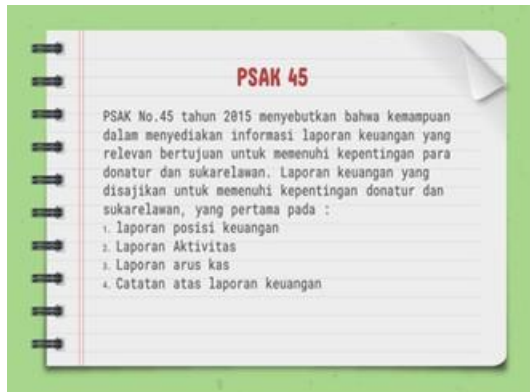 PSAK 45
PSAK No.45 tahun 2015 menyebutkan bahwa kemampuan
dalam menyediakan informasi laporan keuangan yang
relevan bertujuan untuk memenuhi kepentingan para
donatur dan sukarelawan. Laporan keuangan yang
disajikan untuk memenuhi kepentingan donatur dan
sukarelawan, yang pertama pada :
1. laporan posisi keuangan
2. Laporan Aktivitas
3. Laporan arus kas
4. Catatan atas laporan keuangan